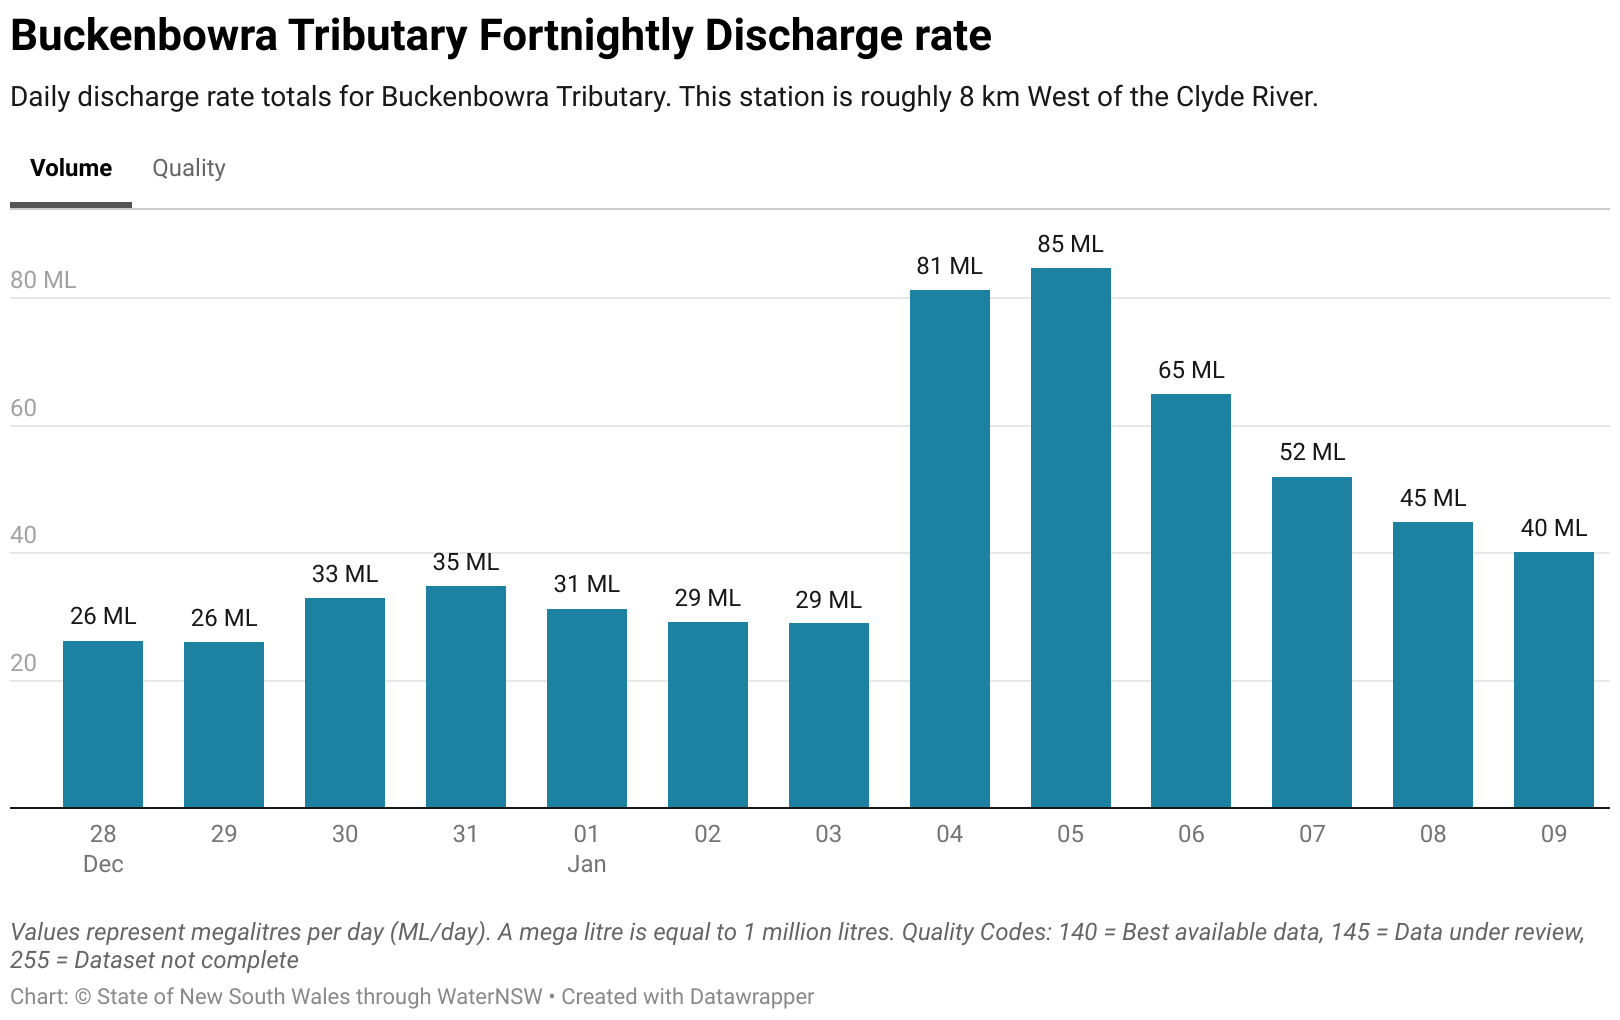 Buckenbowra Tributary Fortnightly Discharge rate
Daily discharge rate totals for Buckenbowra Tributary. This station is roughly 8 km West of the Clyde River.
Volume Quality
80 ML
60
40
20
26 ML
26 ML
33 ML
35 ML
31 ML
29 ML
29 ML
81 ML
85 ML
65 ML
52 ML
45 ML
40 ML
28 29 30 31 01 02 03 04 05 06 07 08 09
Dec Jan
Values represent megalitres per day (ML/day). A mega litre is equal to 1 million litres. Quality Codes: 140 = Best available data, 145 = Data under review,
255 = Dataset not complete
Chart: © State of New South Wales through WaterNSW • Created with Datawrapper